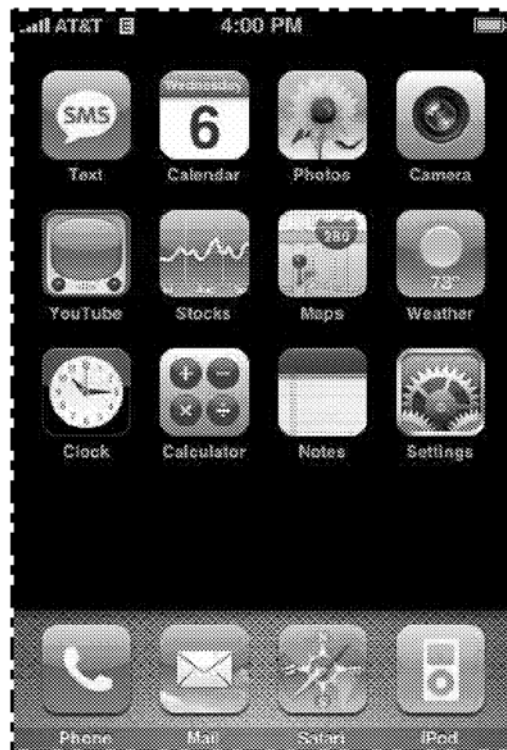 AT&T E 4:00 PM
SMS Wednesday 6
Text Calendar Photos Camera
280 73°
YouTube Stocks Maps Weather
+ −
× ÷
Clock Calculator Notes Settings
N
S
Phone Mail Safari iPod